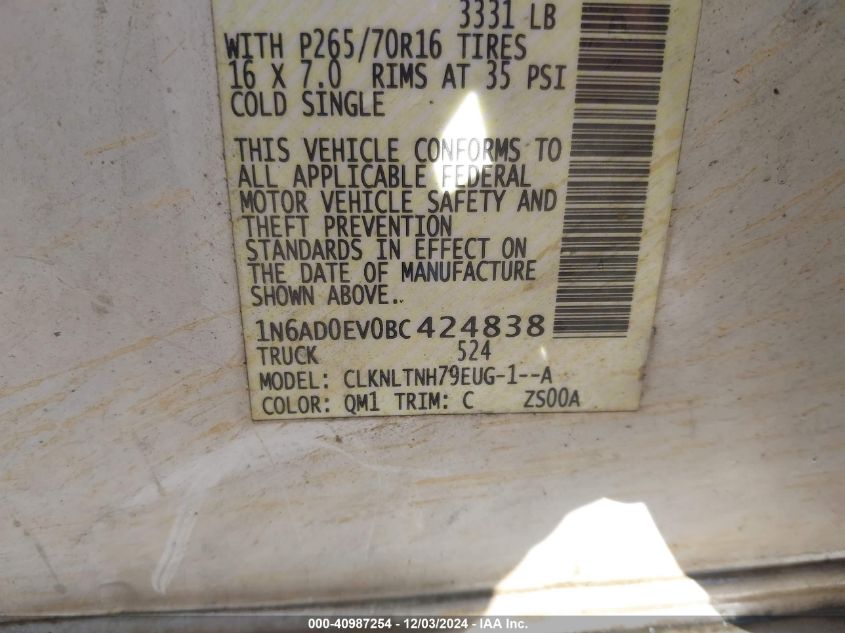 3331 LB
WITH P265/70R16 TIRES
16 X 7.0 RIMS AT 35 PSI
COLD SINGLE
THIS VEHICLE CONFORMS TO
ALL APPLICABLE FEDERAL
MOTOR VEHICLE SAFETY AND
THEFT PREVENTION
STANDARDS IN EFFECT ON
THE DATE OF MANUFACTURE
SHOWN ABOVE.
1N6AD0EV0BC424838
TRUCK 524
MODEL: CLKNLTNH79EUG-1--A
COLOR: QM1 TRIM: C ZS00A
000-40987254 - 12/03/2024 - IAA Inc.